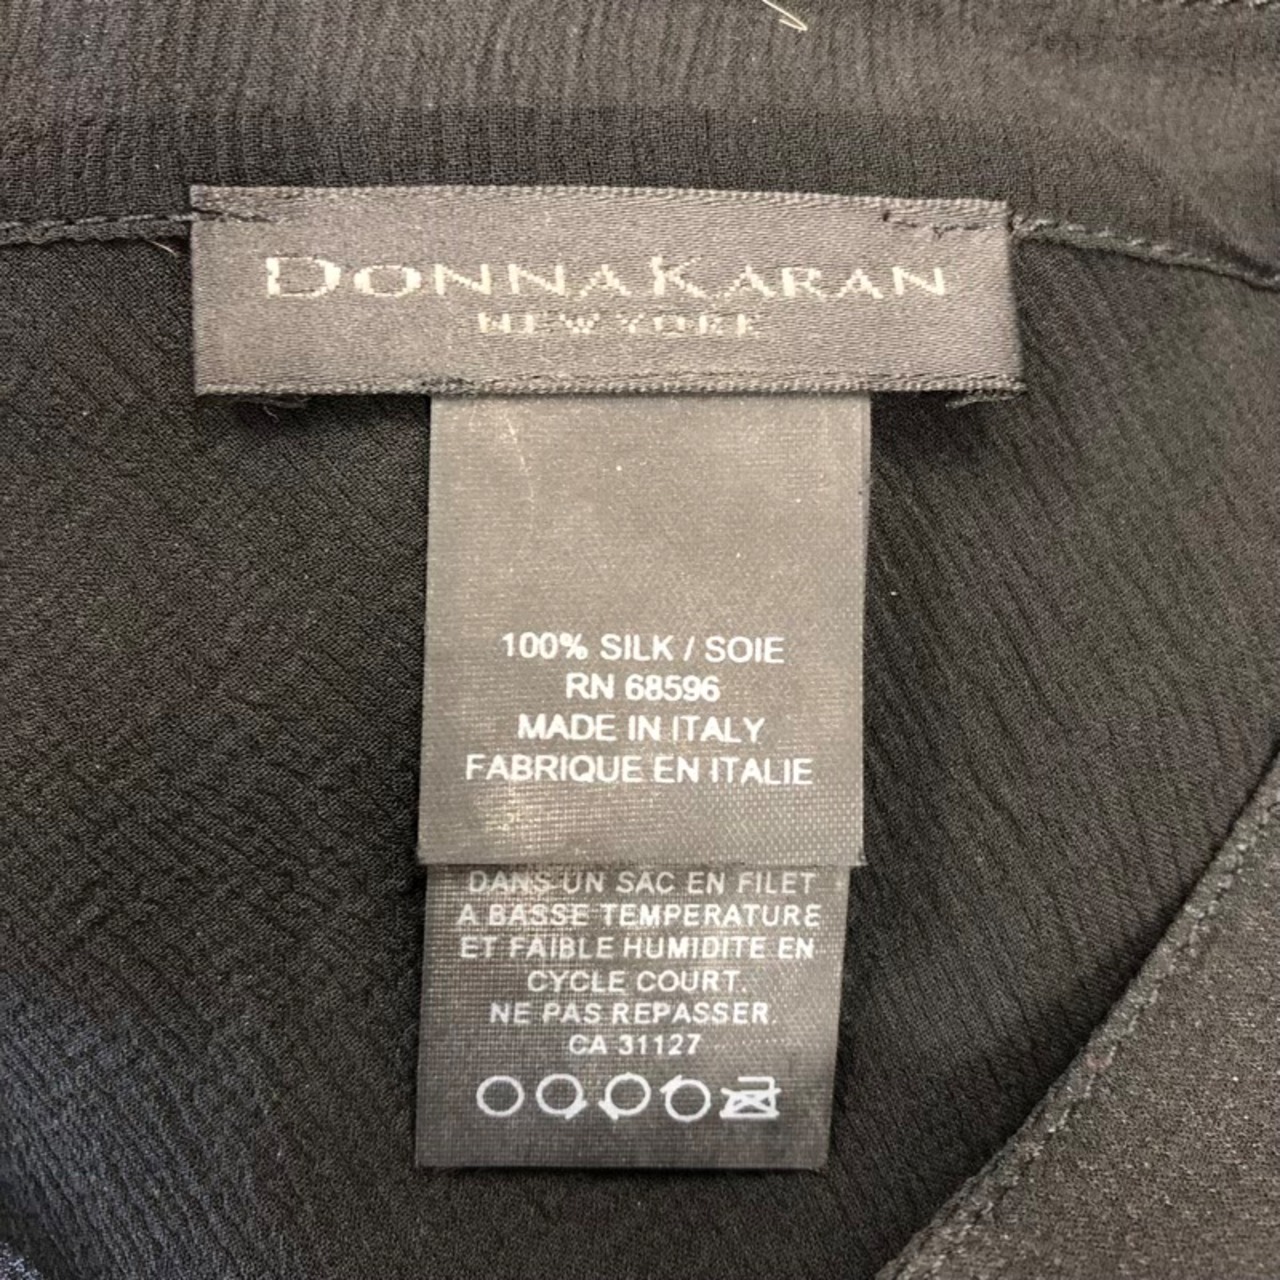 DONNA KARAN
NEW YORK
100% SILK / SOIE
RN 68596
MADE IN ITALY
FABRIQUE EN ITALIE
DANS UN SAC EN FILET
A BASSE TEMPERATURE
ET FAIBLE HUMIDITE EN
CYCLE COURT.
NE PAS REPASSER.
CA 31127